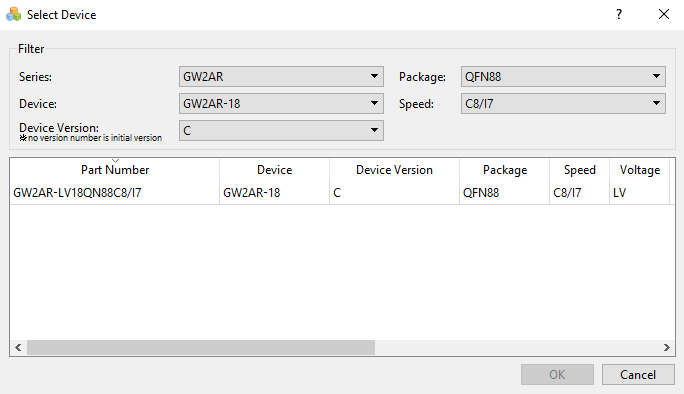 Select Device
?
Filter
Series: GW2AR Package: QFN88
Device: GW2AR-18 Speed: C8/I7
Device Version: C
※no version number is initial version
Part Number Device Device Version Package Speed Voltage
GW2AR-LV18QN88C8/I7 GW2AR-18 C QFN88 C8/I7 LV
OK Cancel